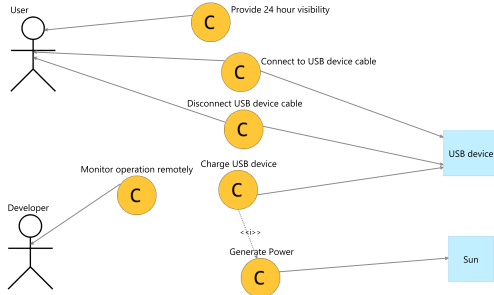 User
Provide 24 hour visibility
C
Connect to USB device cable
C
Disconnect USB device cable
C
USB device
Charge USB device
C
Monitor operation remotely
C
Developer
<<i>>
Generate Power
C
Sun